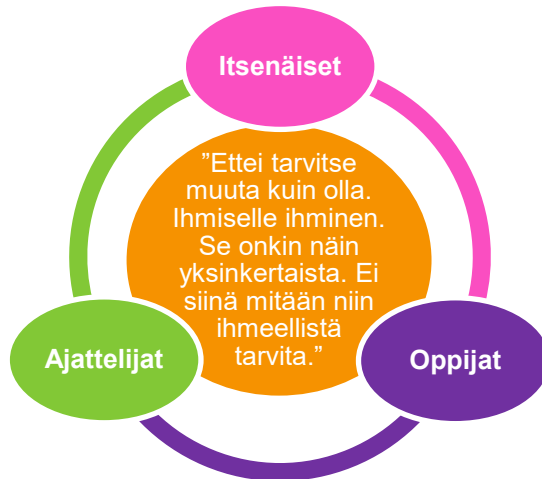 Itsenäiset
”Ettei tarvitse
muuta kuin olla.
Ihmiselle ihminen.
Se onkin näin
yksinkertaista. Ei
siinä mitään niin
ihmeellistä
tarvita.”
Ajattelijat
Oppijat